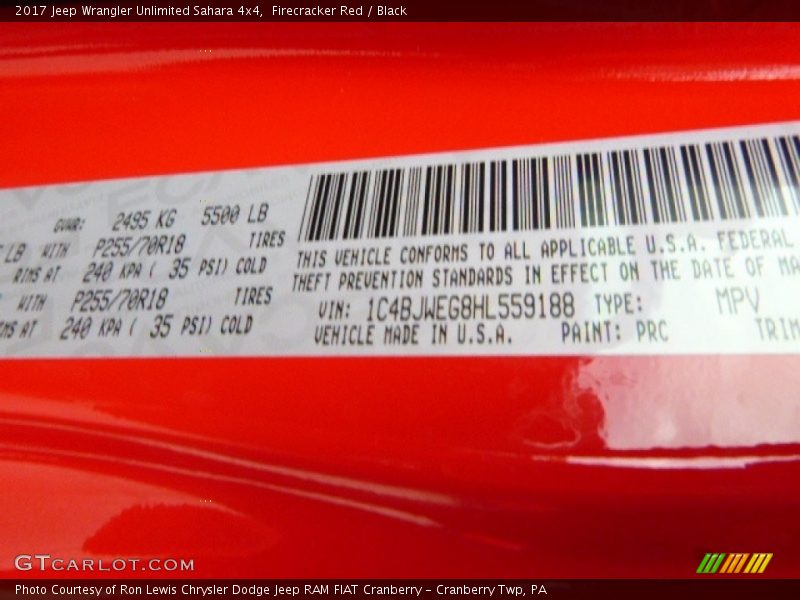 2017 Jeep Wrangler Unlimited Sahara 4x4, Firecracker Red / Black
GVWR: 2495 KG 5500 LB
LB WITH P255/70R18 TIRES
RIMS AT 240 KPA ( 35 PSI) COLD
WITH P255/70R18 TIRES
RIMS AT 240 KPA ( 35 PSI) COLD
THIS VEHICLE CONFORMS TO ALL APPLICABLE U.S.A. FEDERAL
THEFT PREVENTION STANDARDS IN EFFECT ON THE DATE OF MA
VIN: 1C4BJWEG8HL559188 TYPE: MPV
VEHICLE MADE IN U.S.A. PAINT: PRC TRIM
GTCARLOT.COM
Photo Courtesy of Ron Lewis Chrysler Dodge Jeep RAM FIAT Cranberry - Cranberry Twp, PA